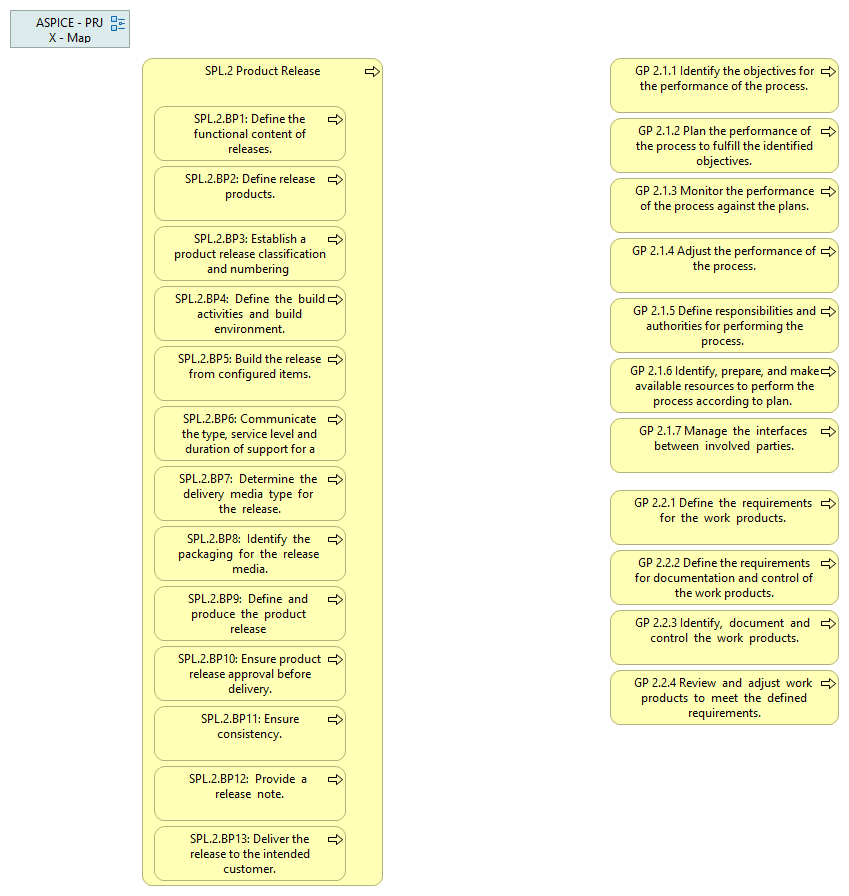 ASPICE - PRJ
X - Map
SPL.2 Product Release
SPL.2.BP1: Define the
functional content of
releases.
SPL.2.BP2: Define release
products.
SPL.2.BP3: Establish a
product release classification
and numbering
SPL.2.BP4: Define the build
activities and build
environment.
SPL.2.BP5: Build the release
from configured items.
SPL.2.BP6: Communicate
the type, service level and
duration of support for a
SPL.2.BP7: Determine the
delivery media type for
the release.
SPL.2.BP8: Identify the
packaging for the release
media.
SPL.2.BP9: Define and
produce the product
release
SPL.2.BP10: Ensure product
release approval before
delivery.
SPL.2.BP11: Ensure
consistency.
SPL.2.BP12: Provide a
release note.
SPL.2.BP13: Deliver the
release to the intended
customer.
GP 2.1.1 Identify the objectives for
the performance of the process.
GP 2.1.2 Plan the performance of
the process to fulfill the identified
objectives.
GP 2.1.3 Monitor the performance
of the process against the plans.
GP 2.1.4 Adjust the performance of
the process.
GP 2.1.5 Define responsibilities and
authorities for performing the
process.
GP 2.1.6 Identify, prepare, and make
available resources to perform the
process according to plan.
GP 2.1.7 Manage the interfaces
between involved parties.
GP 2.2.1 Define the requirements
for the work products.
GP 2.2.2 Define the requirements
for documentation and control of
the work products.
GP 2.2.3 Identify, document and
control the work products.
GP 2.2.4 Review and adjust work
products to meet the defined
requirements.